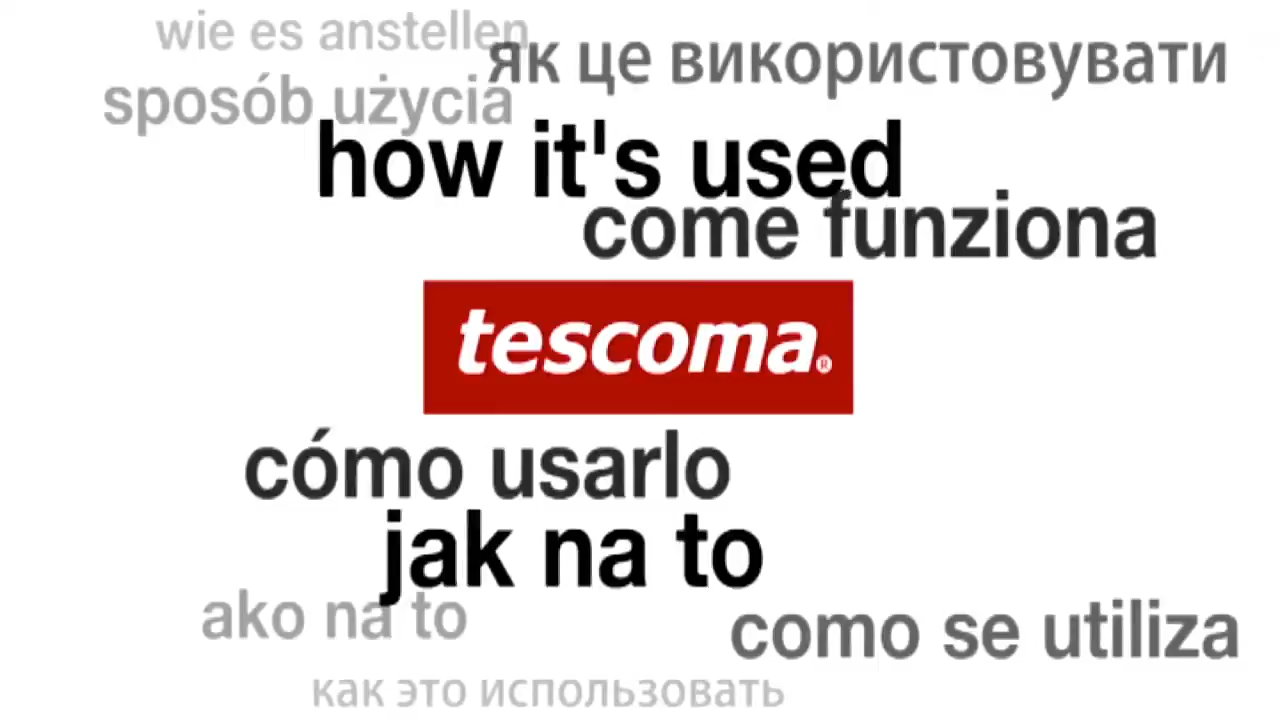 wie es anstellen
як це використовувати
sposób użycia
how it's used
come funziona
tescoma®
cómo usarlo
jak na to
ako na to
como se utiliza
как это использовать